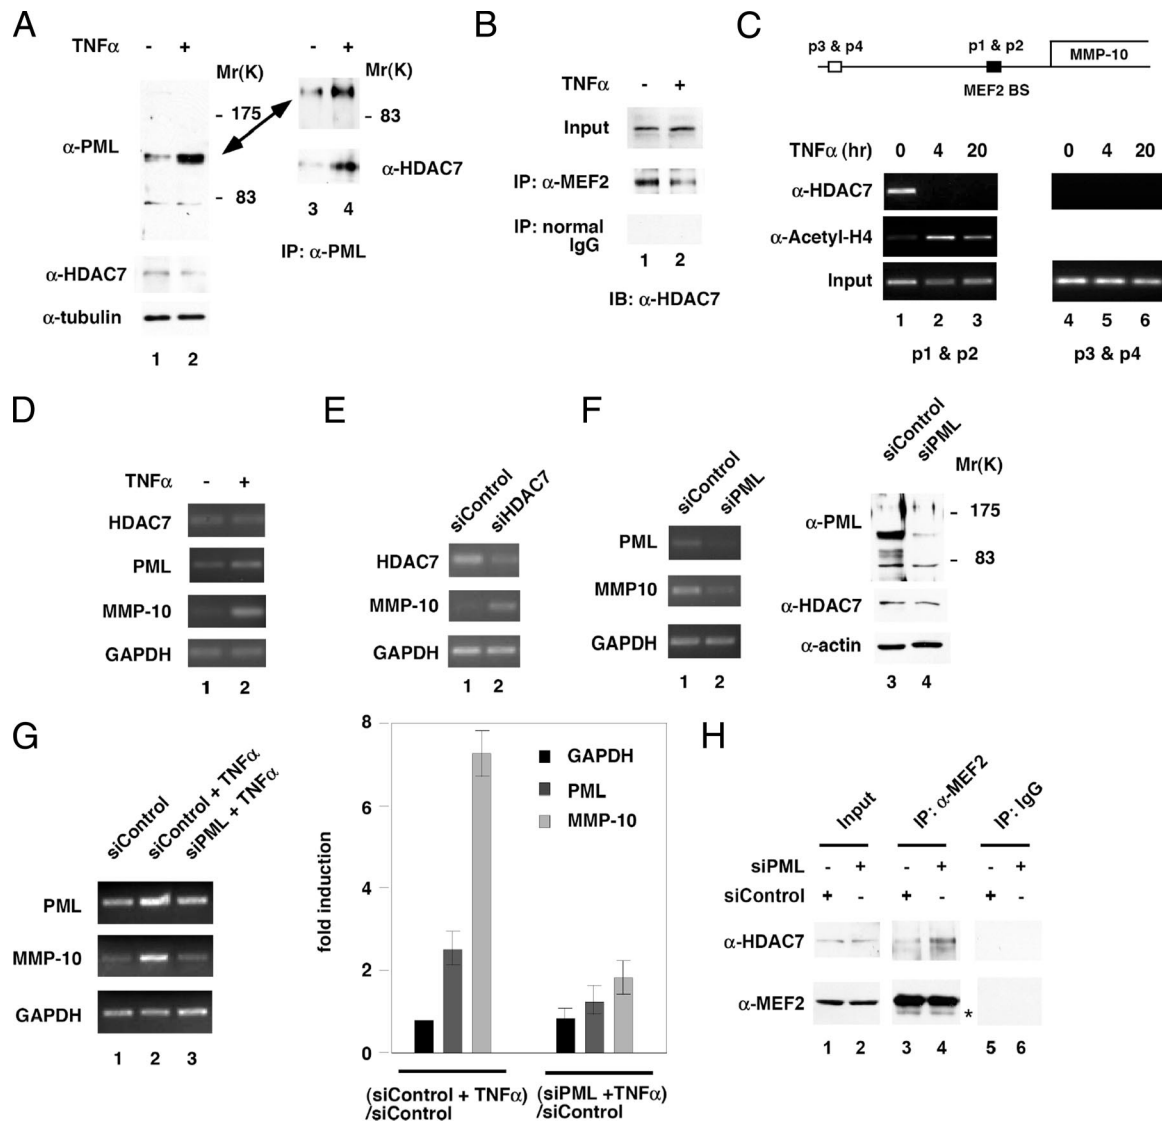 A
TNFα - +
Mr(K)
- 175
α-PML
- 83
α-HDAC7
α-tubulin
1 2
- +
Mr(K)
- 83
α-HDAC7
3 4
IP: α-PML
B
TNFα - +
Input
IP: α-MEF2
IP: normal
IgG
1 2
IB: α-HDAC7
C
p3 & p4 p1 & p2 MMP-10
MEF2 BS
TNFα (hr) 0 4 20 0 4 20
α-HDAC7
α-Acetyl-H4
Input
1 2 3 4 5 6
p1 & p2 p3 & p4
D
TNFα - +
HDAC7
PML
MMP-10
GAPDH
1 2
E
siControl
siHDAC7
HDAC7
MMP-10
GAPDH
1 2
F
siControl
siPML
PML
MMP10
GAPDH
1 2
siControl
siPML
Mr(K)
- 175
α-PML
- 83
α-HDAC7
α-actin
3 4
G
siControl
siControl + TNFα
siPML + TNFα
PML
MMP-10
GAPDH
1 2 3
fold induction
8
6
4
2
0
GAPDH
PML
MMP-10
(siControl + TNFα)
/siControl
(siPML +TNFα)
/siControl
H
Input
IP: α-MEF2
IP: IgG
siPML - + - + - +
siControl + - + - + -
α-HDAC7
α-MEF2
*
1 2 3 4 5 6